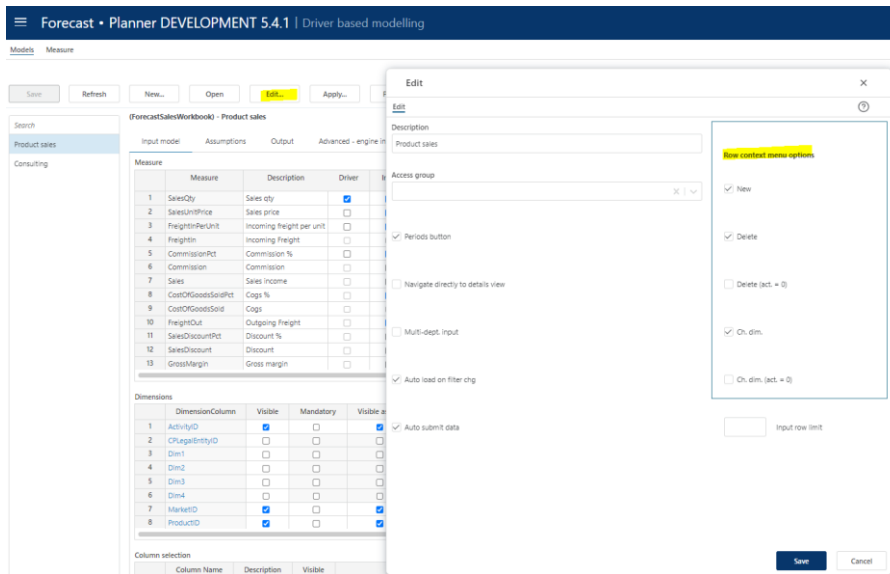 Forecast • Planner DEVELOPMENT 5.4.1 | Driver based modelling
Models Measure
Save Refresh New... Open Edit... Apply...
Search
Product sales
Consulting
(ForecastSalesWorkbook) - Product sales
Input model Assumptions Output Advanced - engine in
Measure
Measure Description Driver
1 SalesQty Sales qty
2 SalesUnitPrice Sales price
3 FreightInPerUnit Incoming freight per unit
4 FreightIn Incoming Freight
5 CommissionPct Commission %
6 Commission Commission
7 Sales Sales income
8 CostOfGoodsSoldPct Cogs %
9 CostOfGoodsSold Cogs
10 FreightOut Outgoing Freight
11 SalesDiscountPct Discount %
12 SalesDiscount Discount
13 GrossMargin Gross margin
Dimensions
DimensionColumn Visible Mandatory Visible as
1 ActivityID
2 CPLegalEntityID
3 Dim1
4 Dim2
5 Dim3
6 Dim4
7 MarketID
8 ProductID
Column selection
Column Name Description Visible
Edit
Edit
Description
Product sales
Access group
Periods button
Navigate directly to details view
Multi-dept. input
Auto load on filter chg
Auto submit data
Row context menu options
New
Delete
Delete (act. = 0)
Ch. dim.
Ch. dim. (act. = 0)
Input row limit
Save Cancel